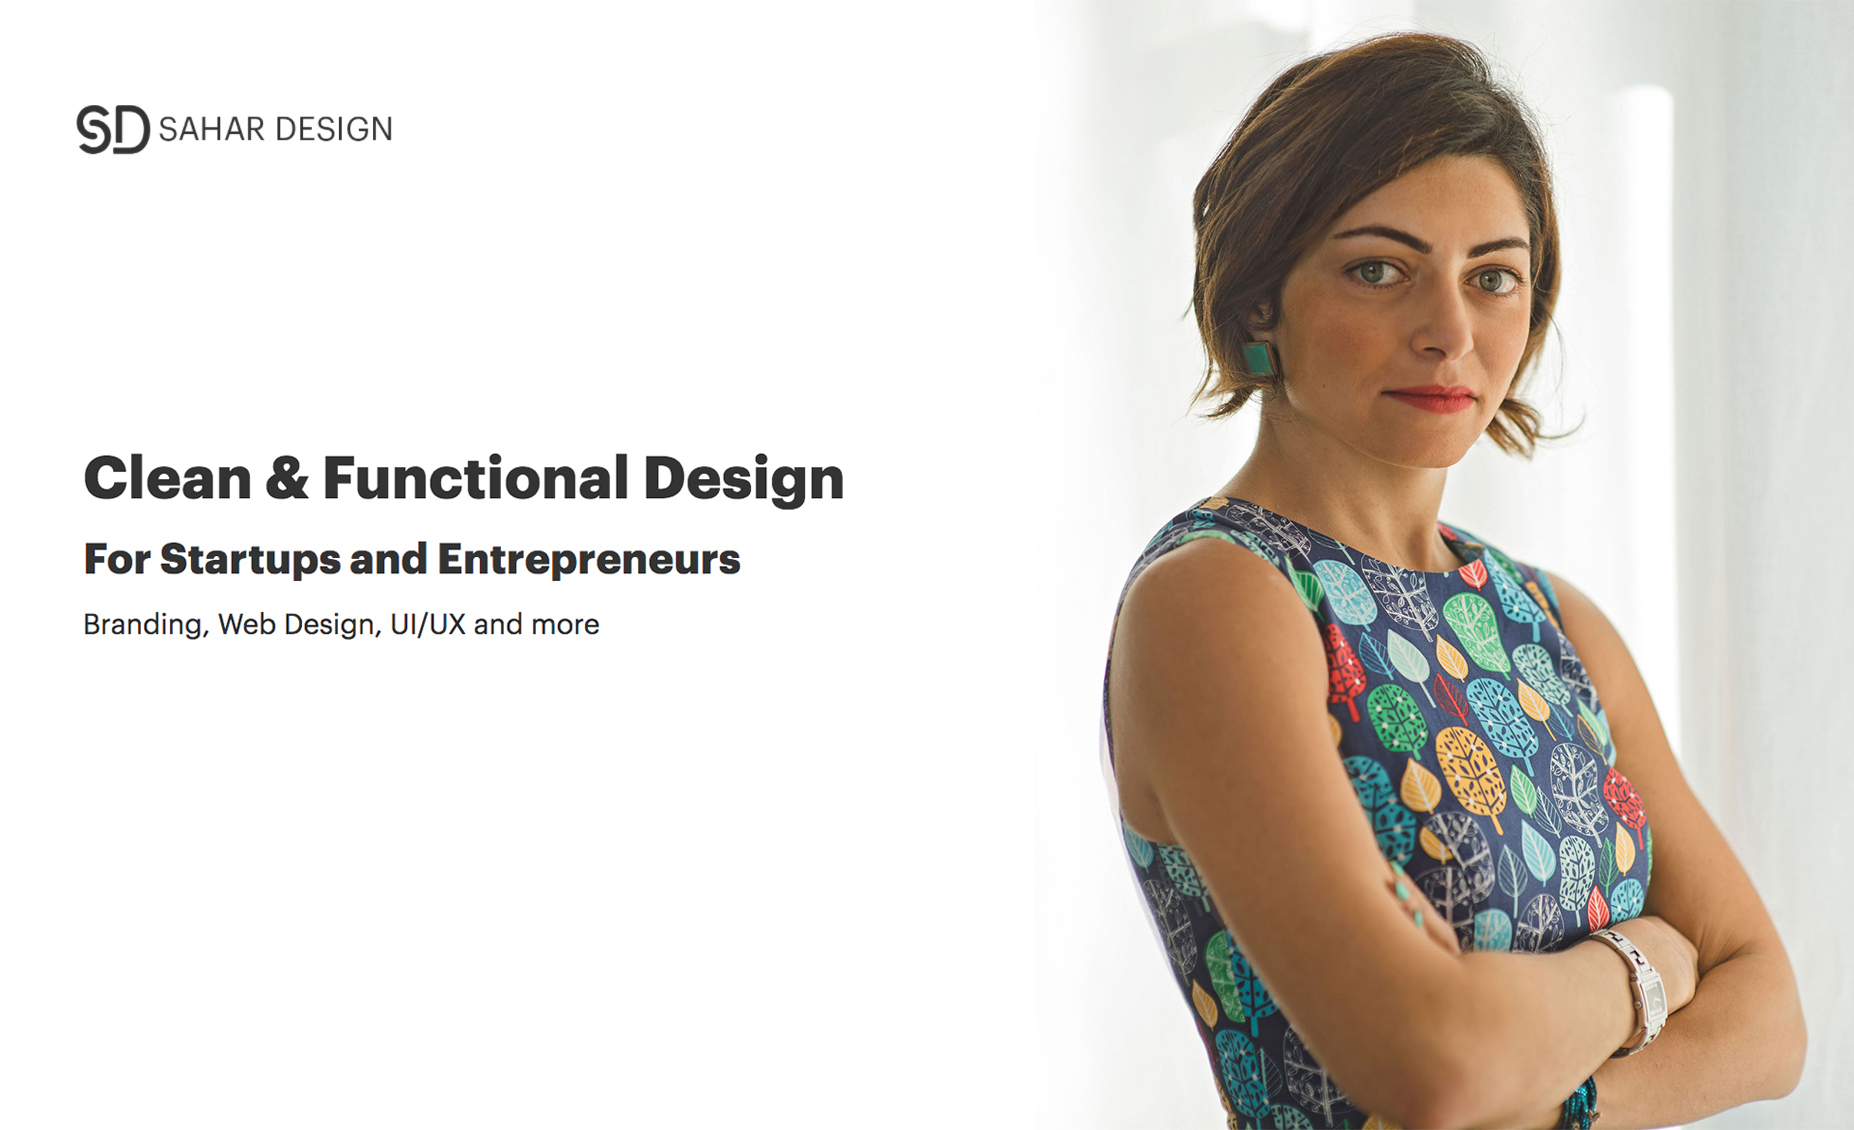 SD SAHAR DESIGN
Clean & Functional Design
For Startups and Entrepreneurs
Branding, Web Design, UI/UX and more